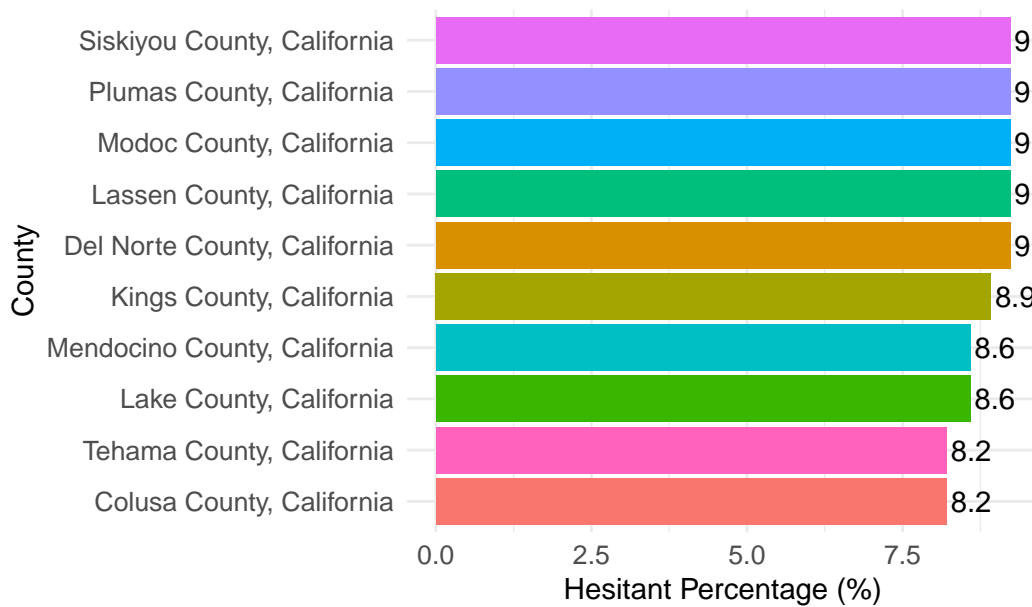 Siskiyou County, California 9
Plumas County, California 9
Modoc County, California 9
Lassen County, California 9
Del Norte County, California 9
Kings County, California 8.9
Mendocino County, California 8.6
Lake County, California 8.6
Tehama County, California 8.2
Colusa County, California 8.2
County
0.0 2.5 5.0 7.5
Hesitant Percentage (%)